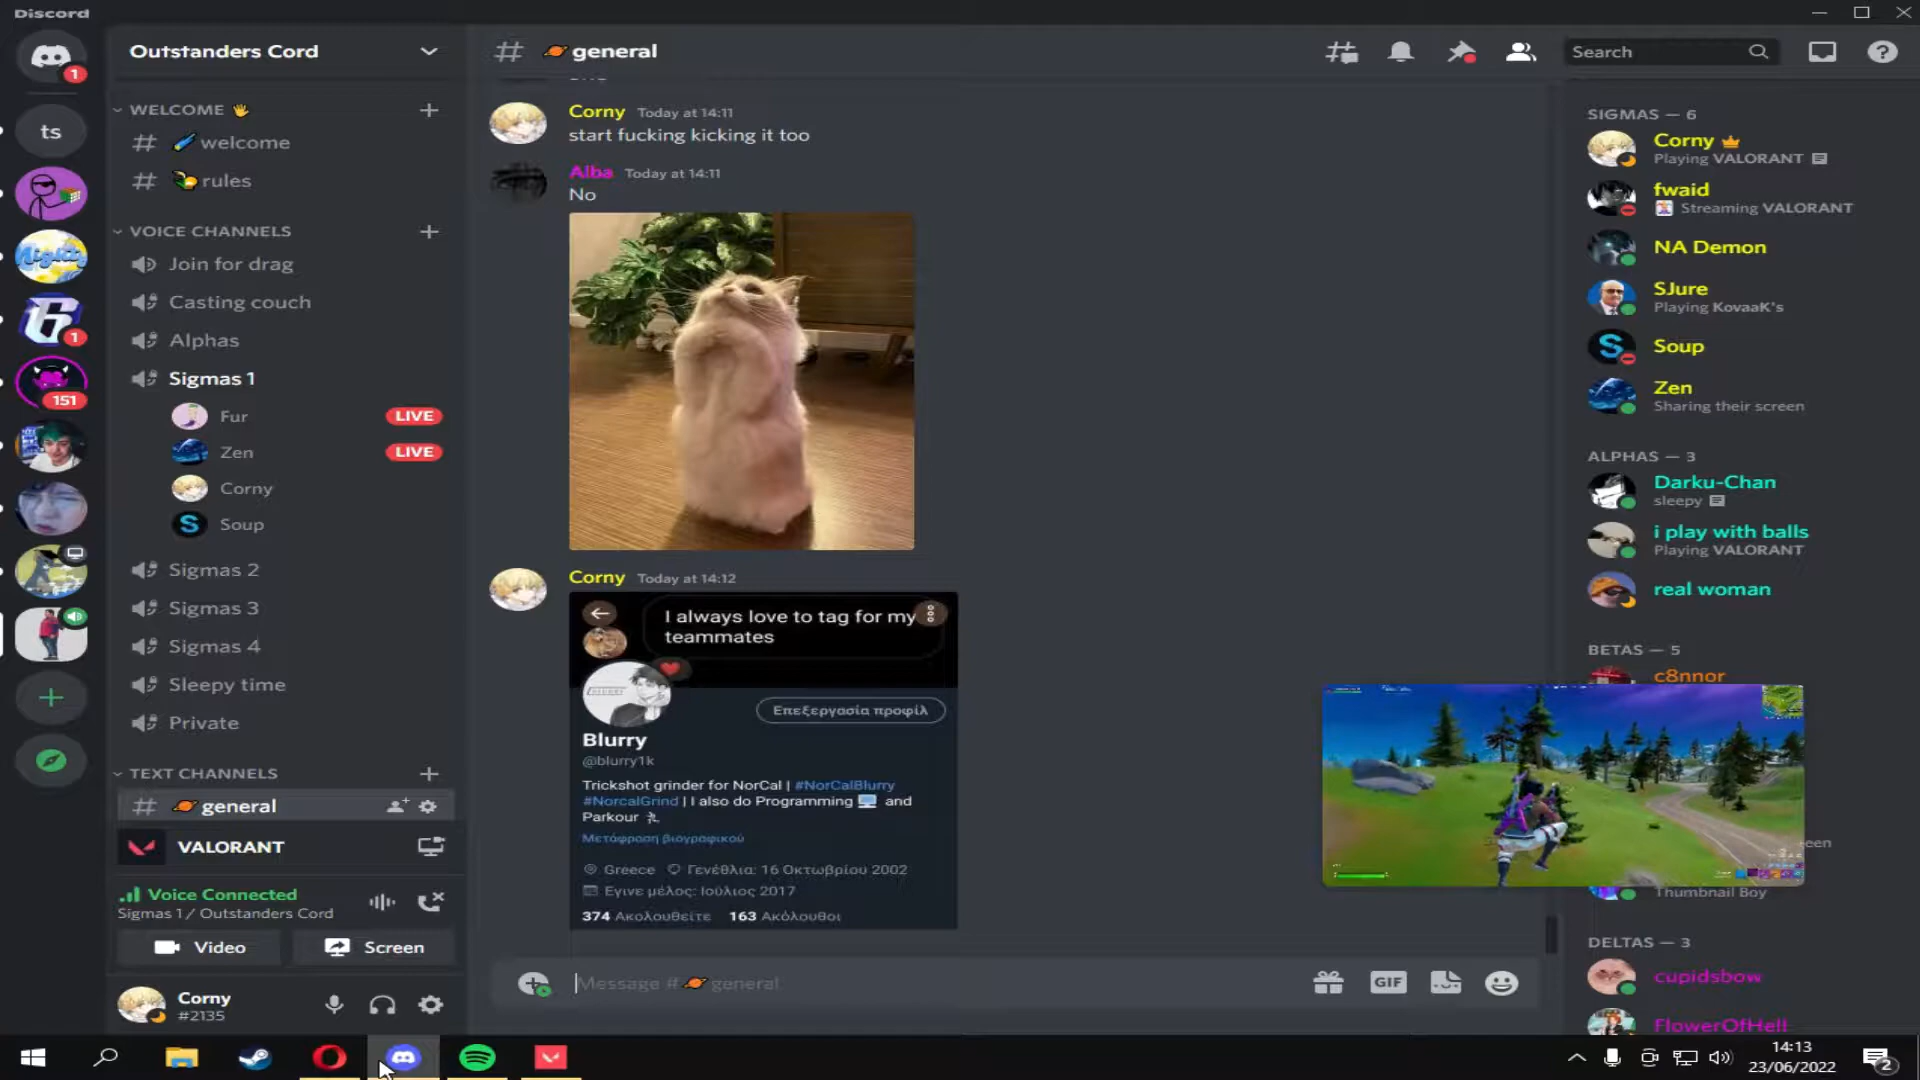 Discord
Outstanders Cord
general
Search
1
WELCOME
welcome
rules
VOICE CHANNELS
Join for drag
Casting couch
Alphas
Sigmas 1
Fur
LIVE
Zen
LIVE
Corny
Soup
Sigmas 2
Sigmas 3
Sigmas 4
Sleepy time
Private
TEXT CHANNELS
general
VALORANT
Voice Connected
Sigmas 1 / Outstanders Cord
Video
Screen
Corny
#2135
ts
1
151
Corny Today at 14:11
start fucking kicking it too
Alba Today at 14:11
No
Corny Today at 14:12
I always love to tag for my
teammates
Επεξεργασία προφίλ
Blurry
@blurry1k
Trickshot grinder for NorCal | #NorCalBlurry
#NorcalGrind | I also do Programming and
Parkour
Μετάφραση βιογραφικού
Greece Γενέθλια: 16 Οκτωβρίου 2002
Έγινε μέλος: Ιούλιος 2017
374 Ακολουθείτε 163 Ακόλουθοι
Message # general
GIF
SIGMAS — 6
Corny
Playing VALORANT
fwaid
Streaming VALORANT
NA Demon
SJure
Playing KovaaK's
Soup
Zen
Sharing their screen
ALPHAS — 3
Darku-Chan
sleepy
i play with balls
Playing VALORANT
real woman
BETAS — 5
c8nnor
Thumbnail Boy
DELTAS — 3
cupidsbow
FlowerOfHell
14:13
23/06/2022
2